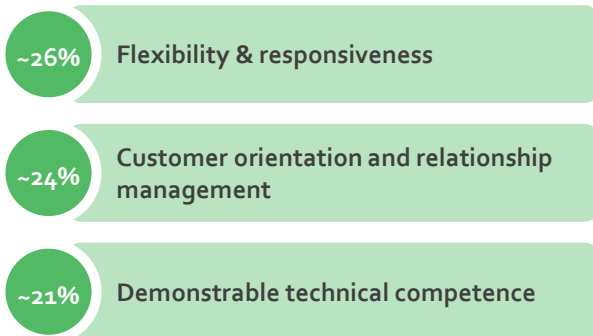 ~26%
Flexibility & responsiveness
~24%
Customer orientation and relationship
management
~21%
Demonstrable technical competence